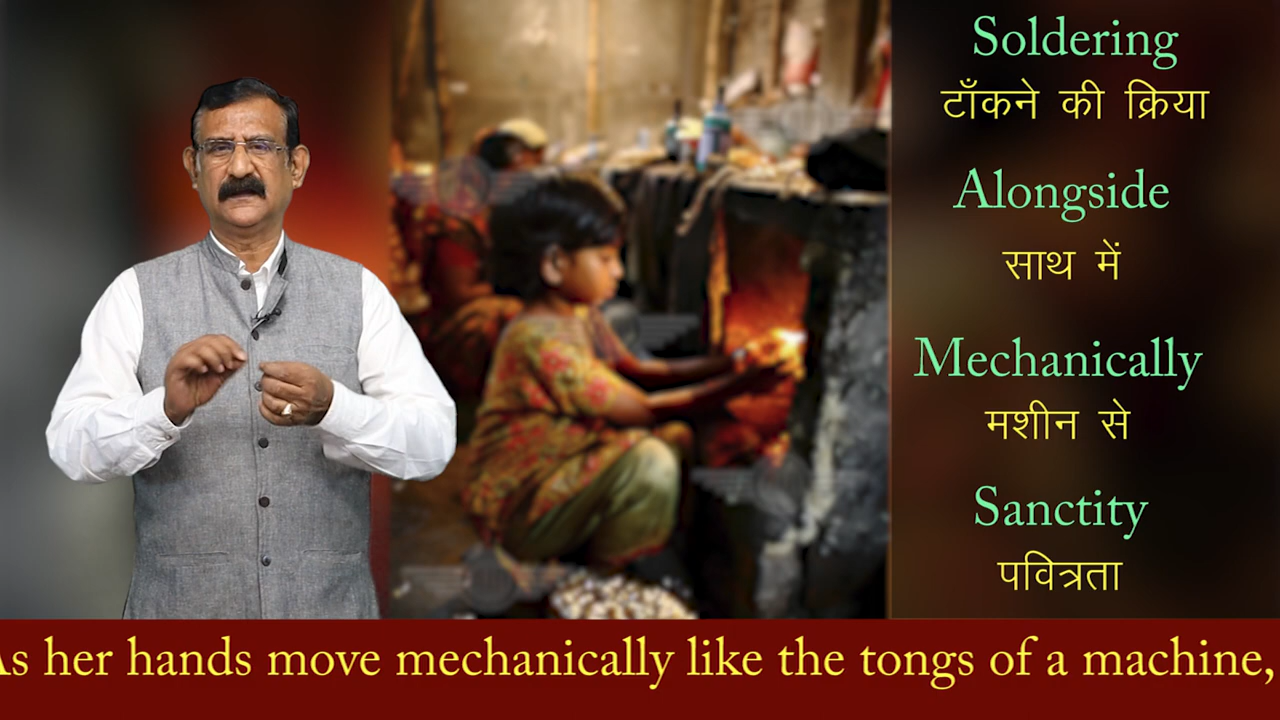 Soldering
टाँकने की क्रिया
Alongside
साथ में
Mechanically
मशीन से
Sanctity
पवित्रता
As her hands move mechanically like the tongs of a machine,